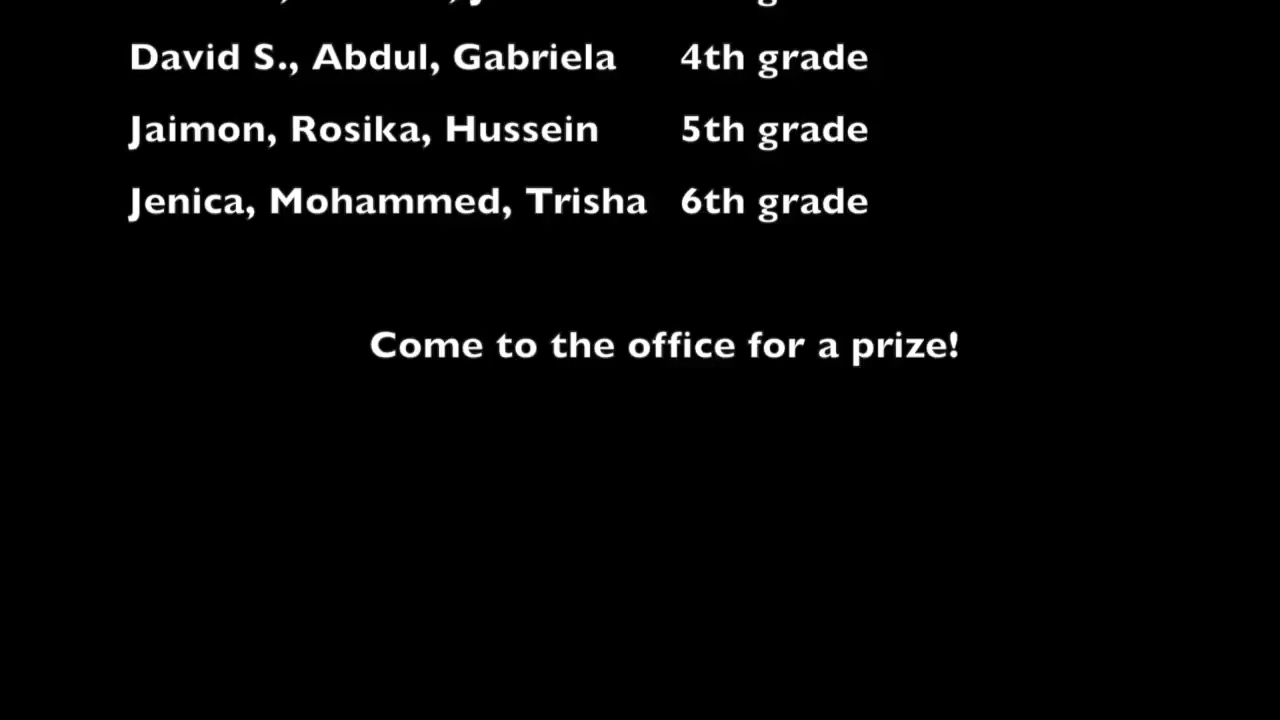 David S., Abdul, Gabriela 4th grade
Jaimon, Rosika, Hussein 5th grade
Jenica, Mohammed, Trisha 6th grade
Come to the office for a prize!